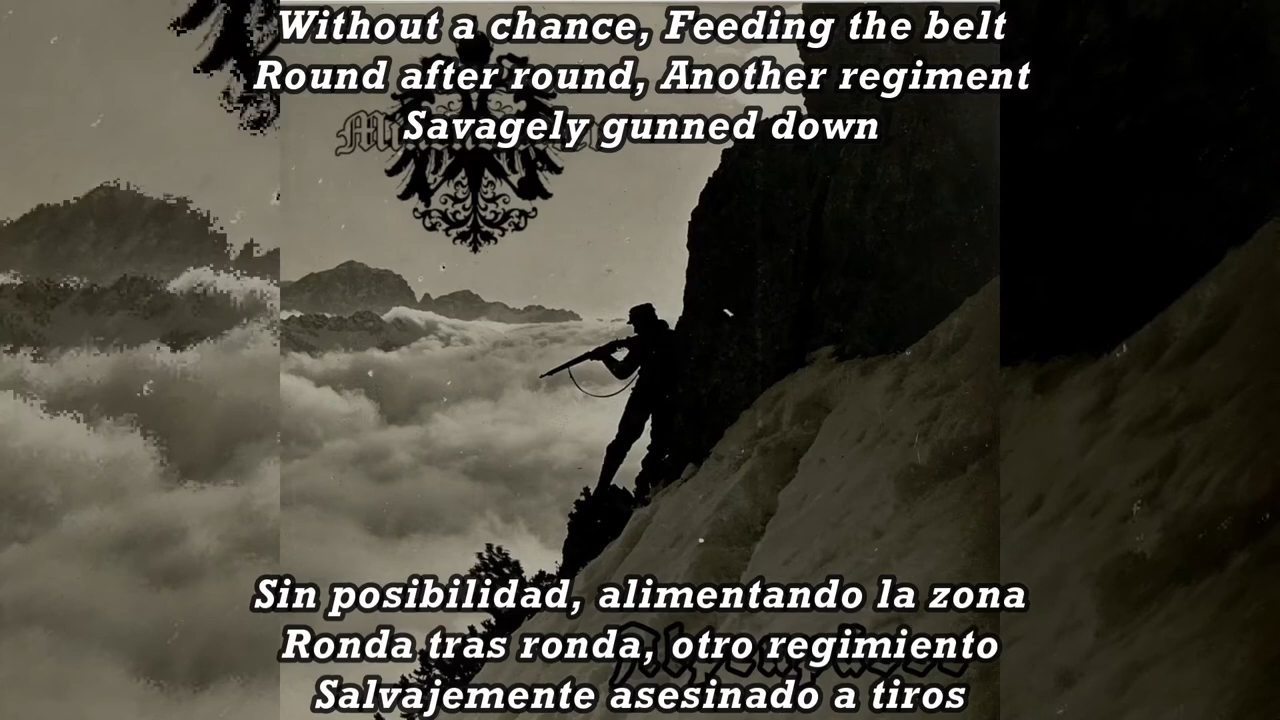 Without a chance, Feeding the belt
Round after round, Another regiment
Savagely gunned down
Sin posibilidad, alimentando la zona
Ronda tras ronda, otro regimiento
Salvajemente asesinado a tiros